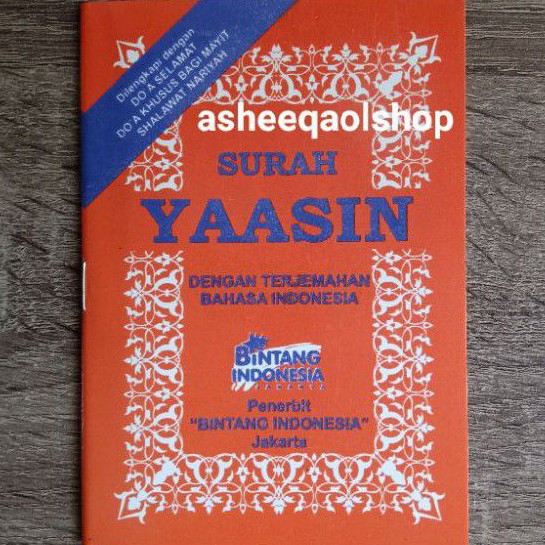 Dilengkapi dengan
DO A SELAMAT
DO A KHUSUS BAGI MAYIT
SHALAWAT NARIYAH
asheeqaolshop
SURAH
YAASIN
DENGAN TERJEMAHAN
BAHASA INDONESIA
BINTANG
INDONESIA
JAKARTA
Penerbit
"BINTANG INDONESIA"
Jakarta